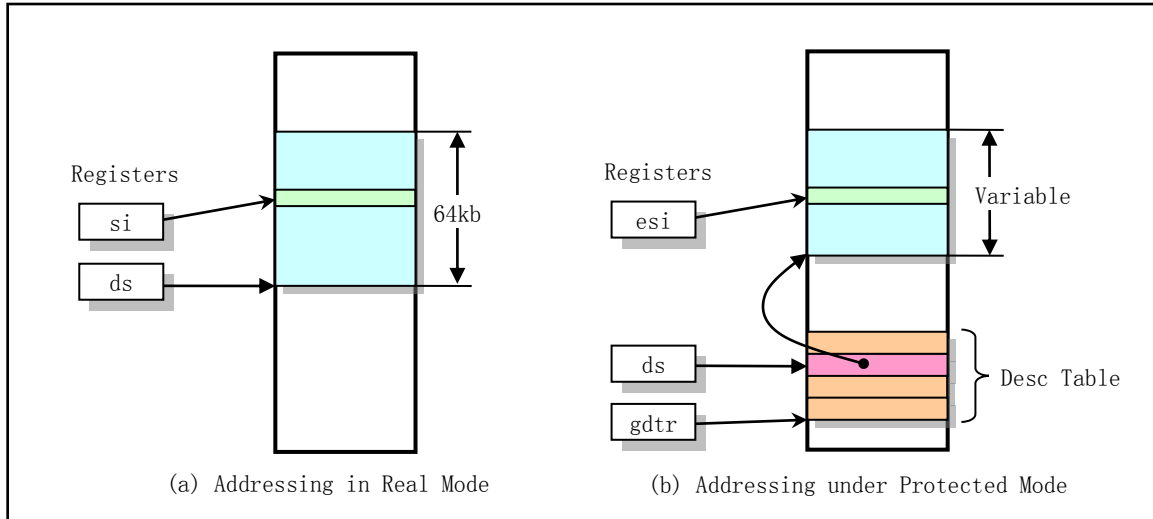 Registers
si
ds
64kb
(a) Addressing in Real Mode
Registers
esi
Variable
ds
gdtr
Desc Table
(b) Addressing under Protected Mode